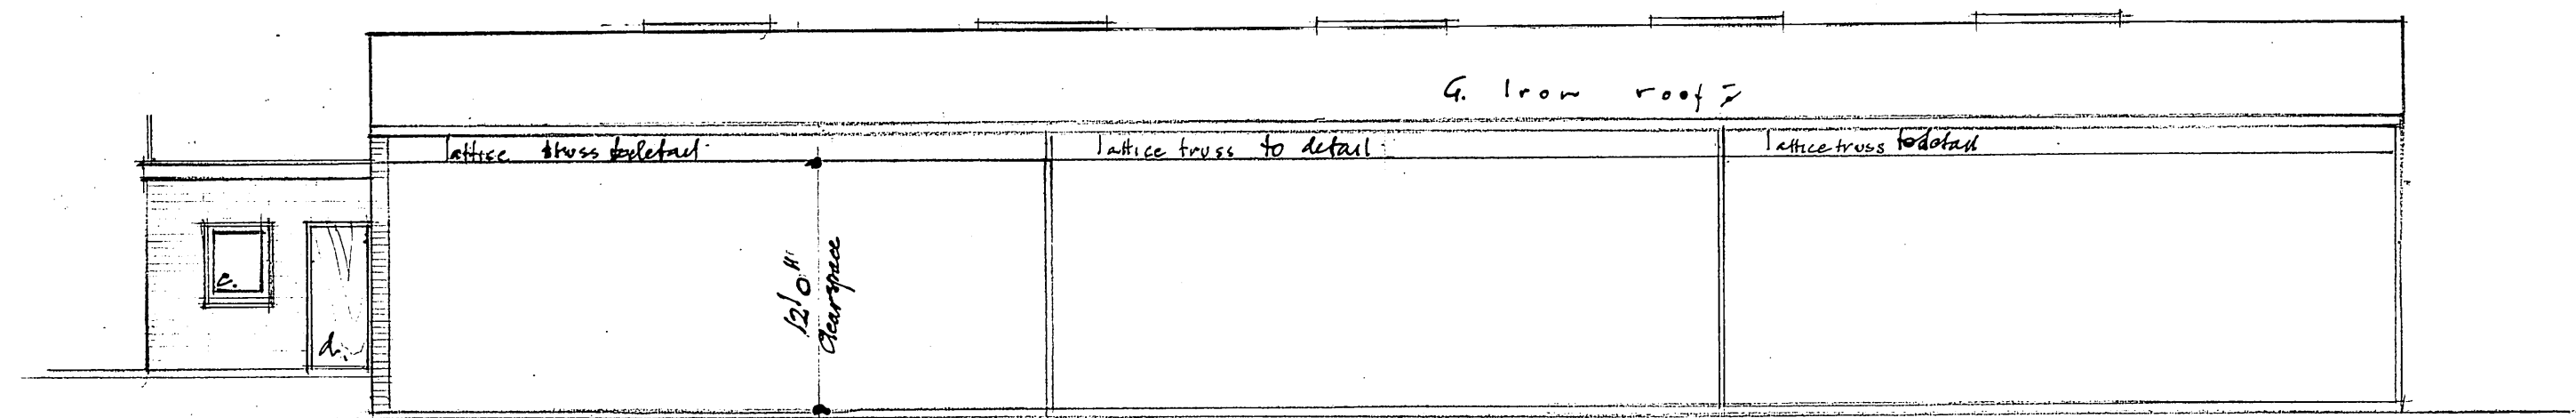 G. Iron roof
lattice truss to detail
lattice truss to detail
lattice truss to detail
12'0"
Clearspace
c.
d.